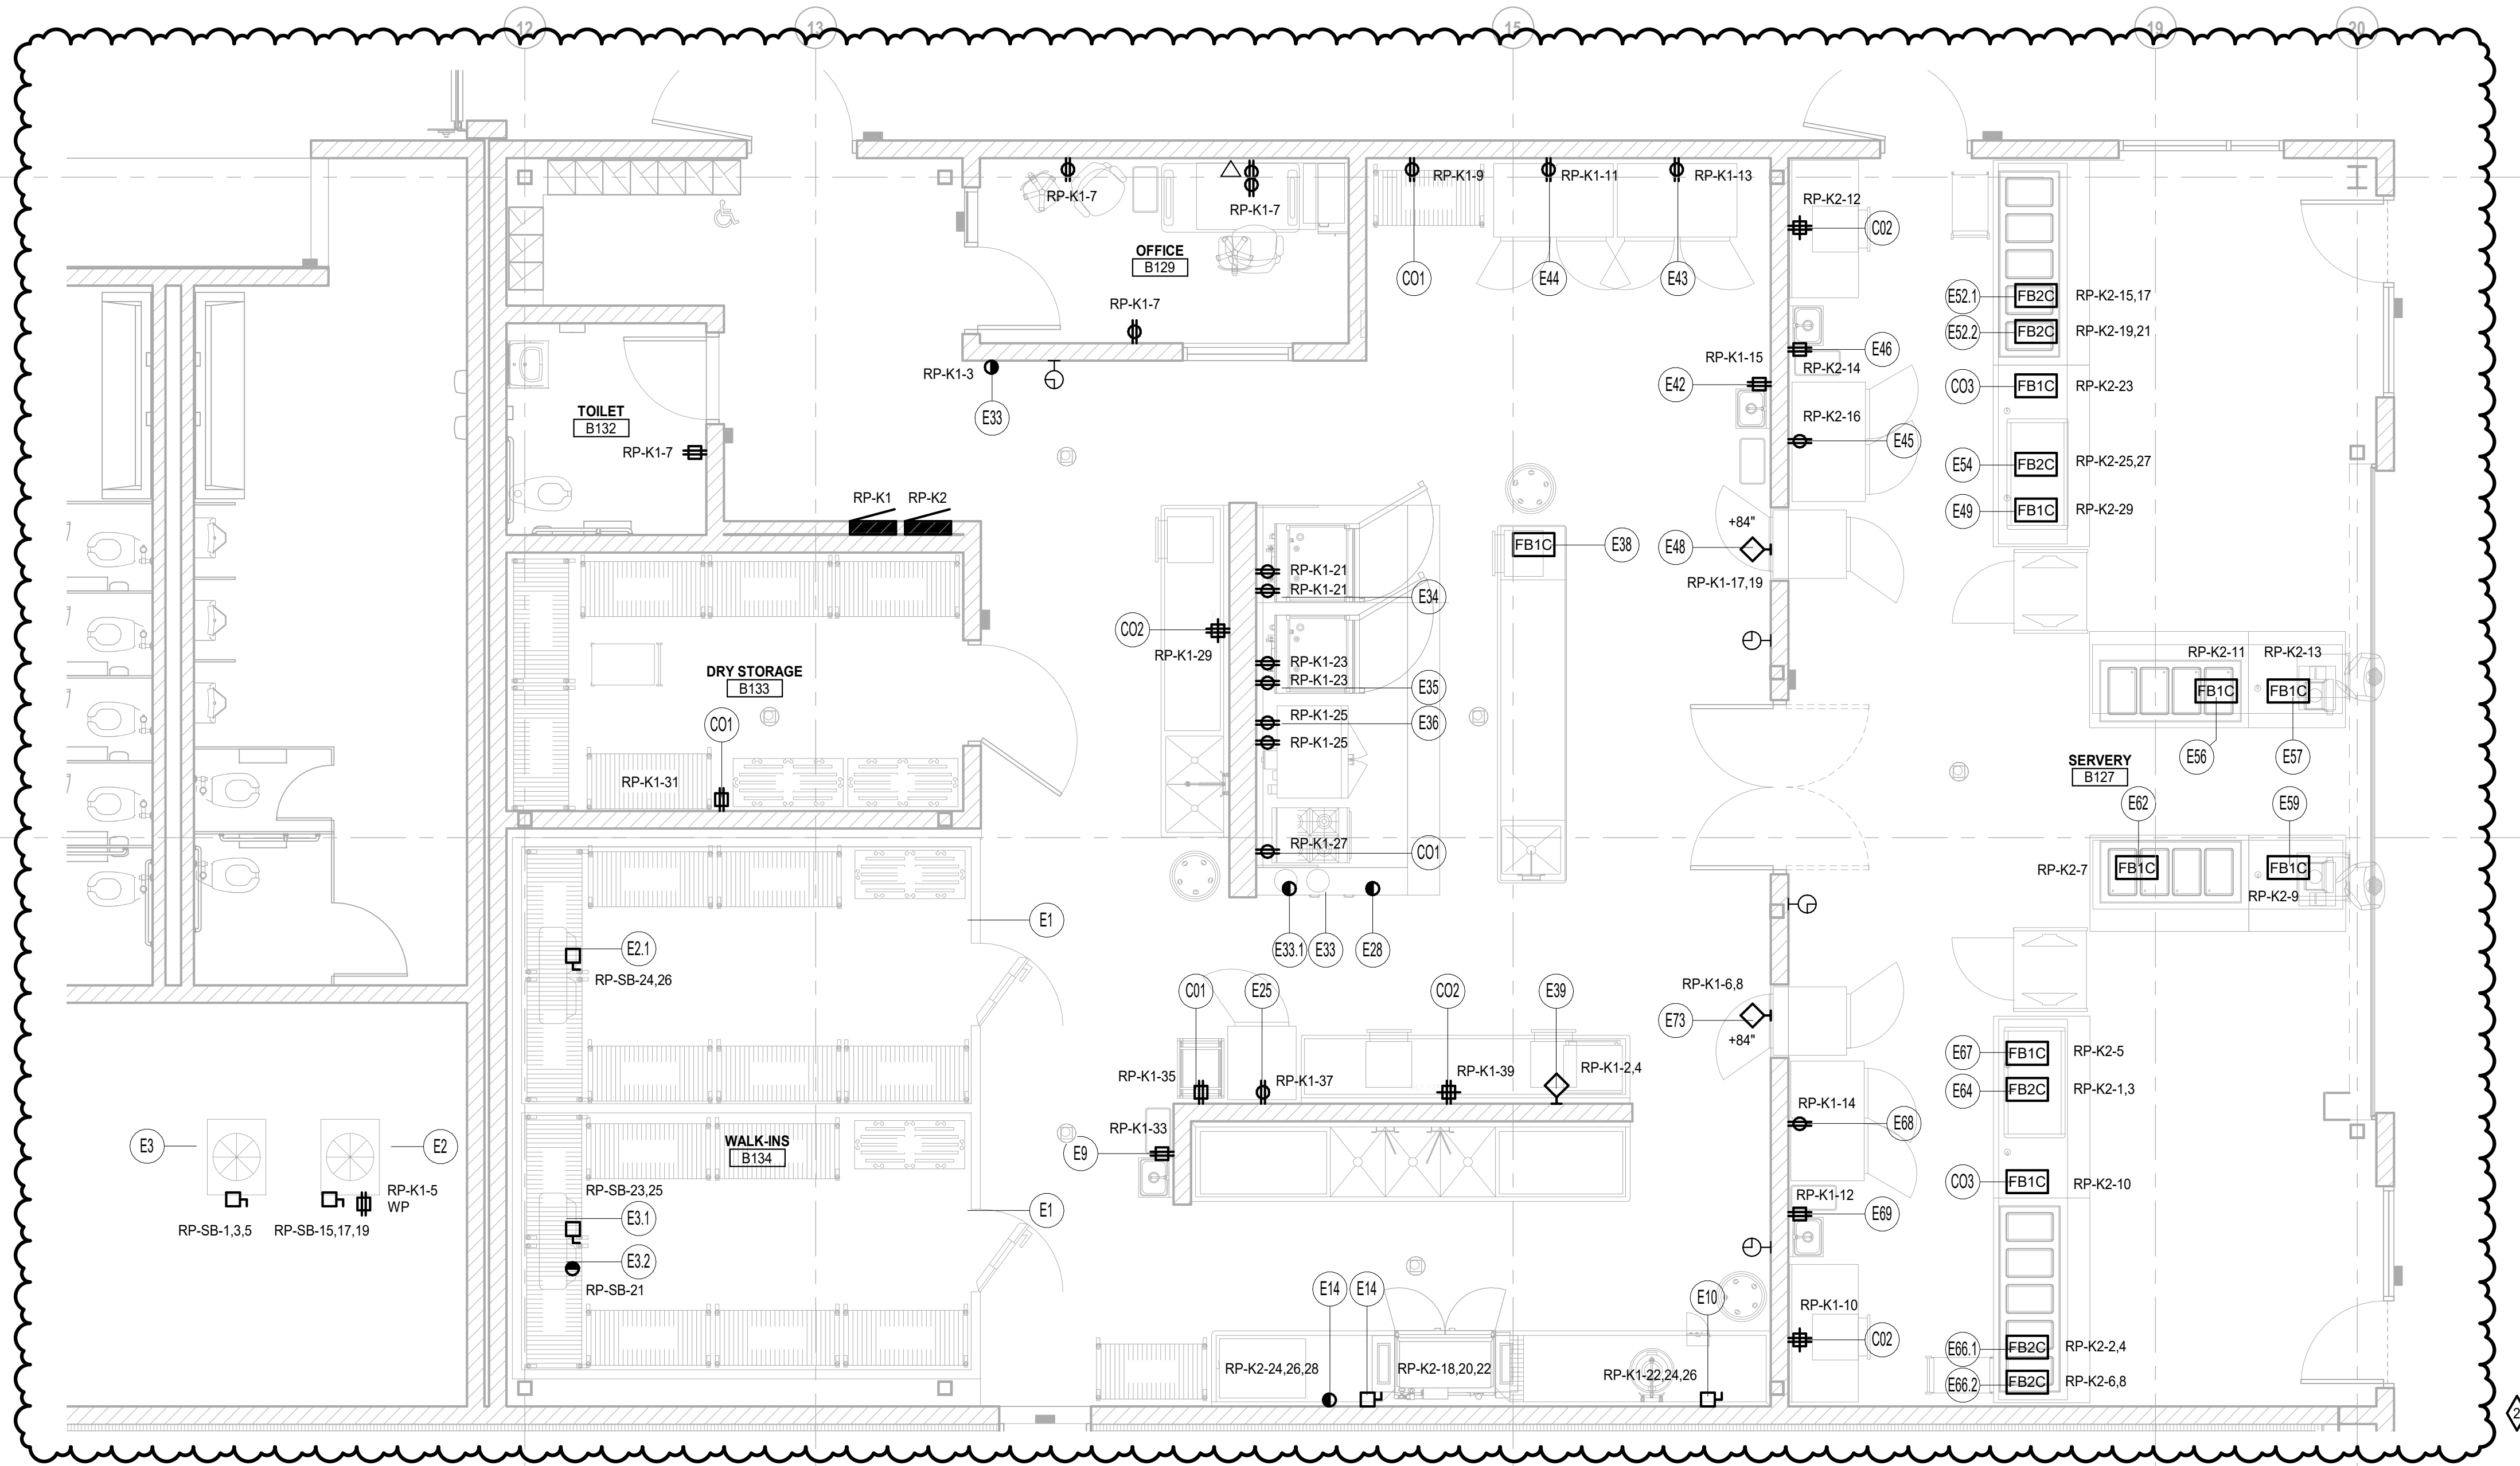 12
13
15
19
20
RP-K1-7
RP-K1-7
RP-K1-9
RP-K1-11
RP-K1-13
RP-K2-12
C02
OFFICE
B129
CO1
E44
E43
RP-K1-7
E52.1
FB2C
RP-K2-15,17
E52.2
FB2C
RP-K2-19,21
RP-K1-3
E33
RP-K1-15
E42
E46
RP-K2-14
CO3
FB1C
RP-K2-23
TOILET
B132
RP-K1-7
RP-K2-16
E45
E54
FB2C
RP-K2-25,27
RP-K1
RP-K2
E49
FB1C
RP-K2-29
FB1C
E38
+84"
E48
RP-K1-17,19
RP-K1-21
RP-K1-21
E34
CO2
RP-K1-29
RP-K1-23
RP-K1-23
E35
DRY STORAGE
B133
CO1
RP-K1-31
RP-K1-25
E36
RP-K1-25
RP-K2-11
RP-K2-13
FB1C
FB1C
E56
E57
SERVERY
B127
E62
E59
RP-K1-27
CO1
RP-K2-7
FB1C
FB1C
RP-K2-9
E33.1
E33
E28
E1
E2.1
RP-SB-24,26
C01
E25
CO2
E39
RP-K1-6,8
E73
+84"
RP-K1-35
RP-K1-37
RP-K1-39
RP-K1-2,4
E67
FB1C
RP-K2-5
E64
FB2C
RP-K2-1,3
RP-K1-14
E68
RP-K1-33
E9
WALK-INS
B134
E3
E2
RP-K1-5
WP
RP-SB-1,3,5
RP-SB-15,17,19
RP-SB-23,25
E3.1
E1
E3.2
RP-SB-21
CO3
FB1C
RP-K2-10
RP-K1-12
E69
E14
E14
E10
RP-K1-10
C02
RP-K2-24,26,28
RP-K2-18,20,22
RP-K1-22,24,26
E66.1
FB2C
RP-K2-2,4
E66.2
FB2C
RP-K2-6,8
2